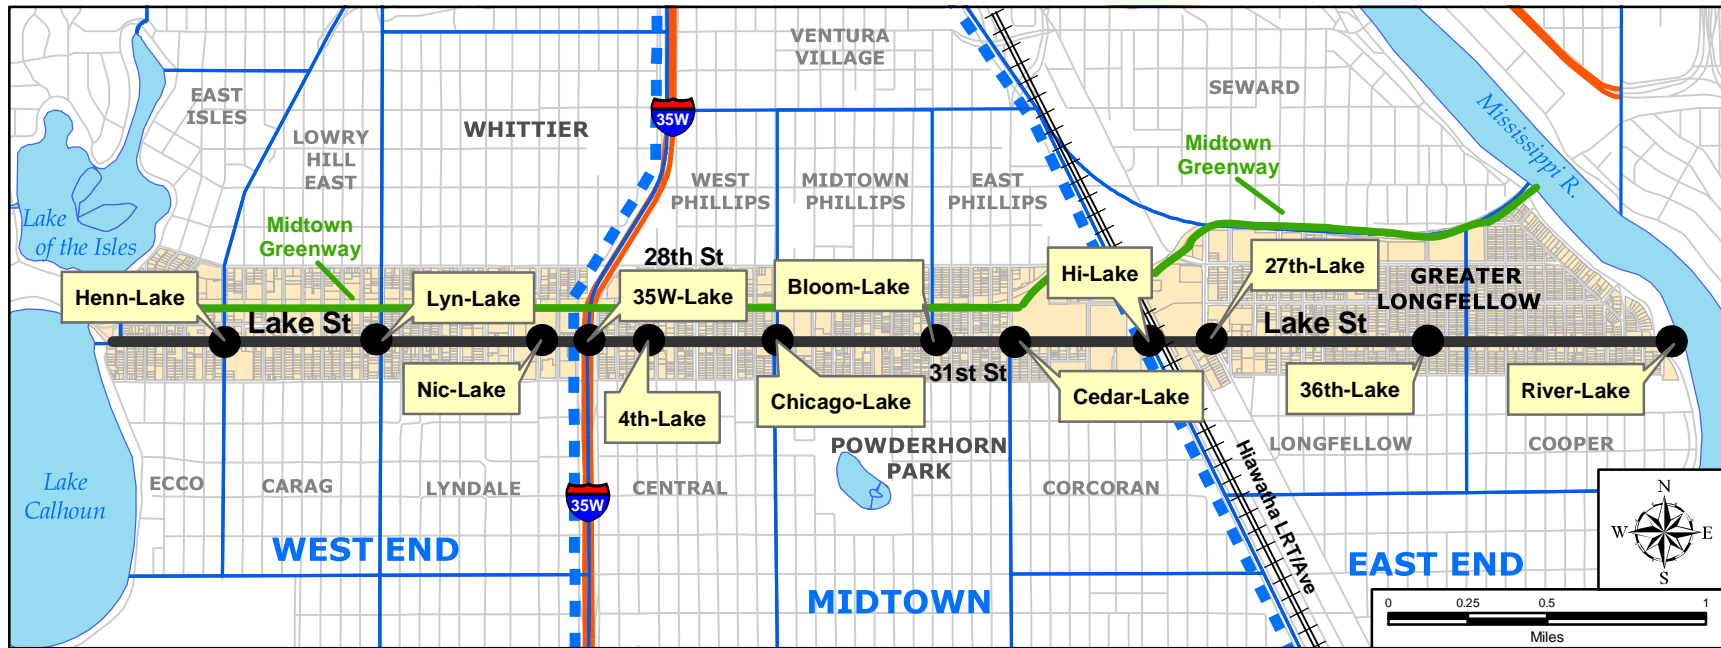 VENTURA
VILLAGE
EAST
ISLES
SEWARD
Mississippi R.
LOWRY
HILL
EAST
WHITTIER
35W
Midtown
Greenway
WEST
PHILLIPS
MIDTOWN
PHILLIPS
EAST
PHILLIPS
Lake
of the Isles
Midtown
Greenway
28th St
Henn-Lake
Lyn-Lake
35W-Lake
Bloom-Lake
Hi-Lake
27th-Lake
GREATER
LONGFELLOW
Lake St
Lake St
Nic-Lake
4th-Lake
Chicago-Lake
31st St
Cedar-Lake
36th-Lake
River-Lake
POWDERHORN
PARK
LONGFELLOW
COOPER
Lake
Calhoun
ECCO
CARAG
LYNDALE
35W
CENTRAL
CORCORAN
Hiawatha LRT/Ave
WEST END
MIDTOWN
EAST END
N
W
E
S
0
0.25
0.5
1
Miles